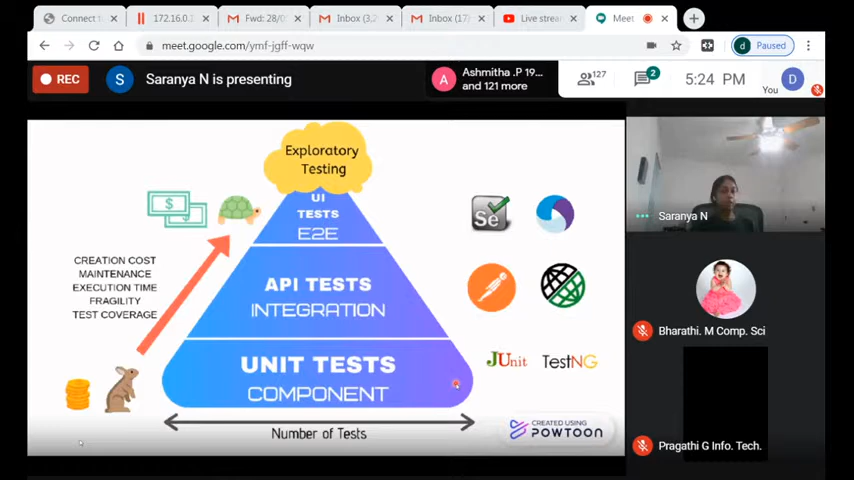 Connect t
172.16.0.
Fwd: 28/0
Inbox (3,2
Inbox (17/
Live strea
Meet
meet.google.com/ymf-jgff-wqw
d
Paused
REC
S
Saranya N is presenting
A
Ashmitha .P 19...
and 121 more
127
2
5:24 PM
You
D
Exploratory
Testing
UI
TESTS
E2E
$
Se
CREATION COST
MAINTENANCE
EXECUTION TIME
FRAGILITY
TEST COVERAGE
API TESTS
INTEGRATION
UNIT TESTS
COMPONENT
JUnit
TestNG
Number of Tests
CREATED USING
POWTOON
Saranya N
Bharathi. M Comp. Sci
Pragathi G Info. Tech.